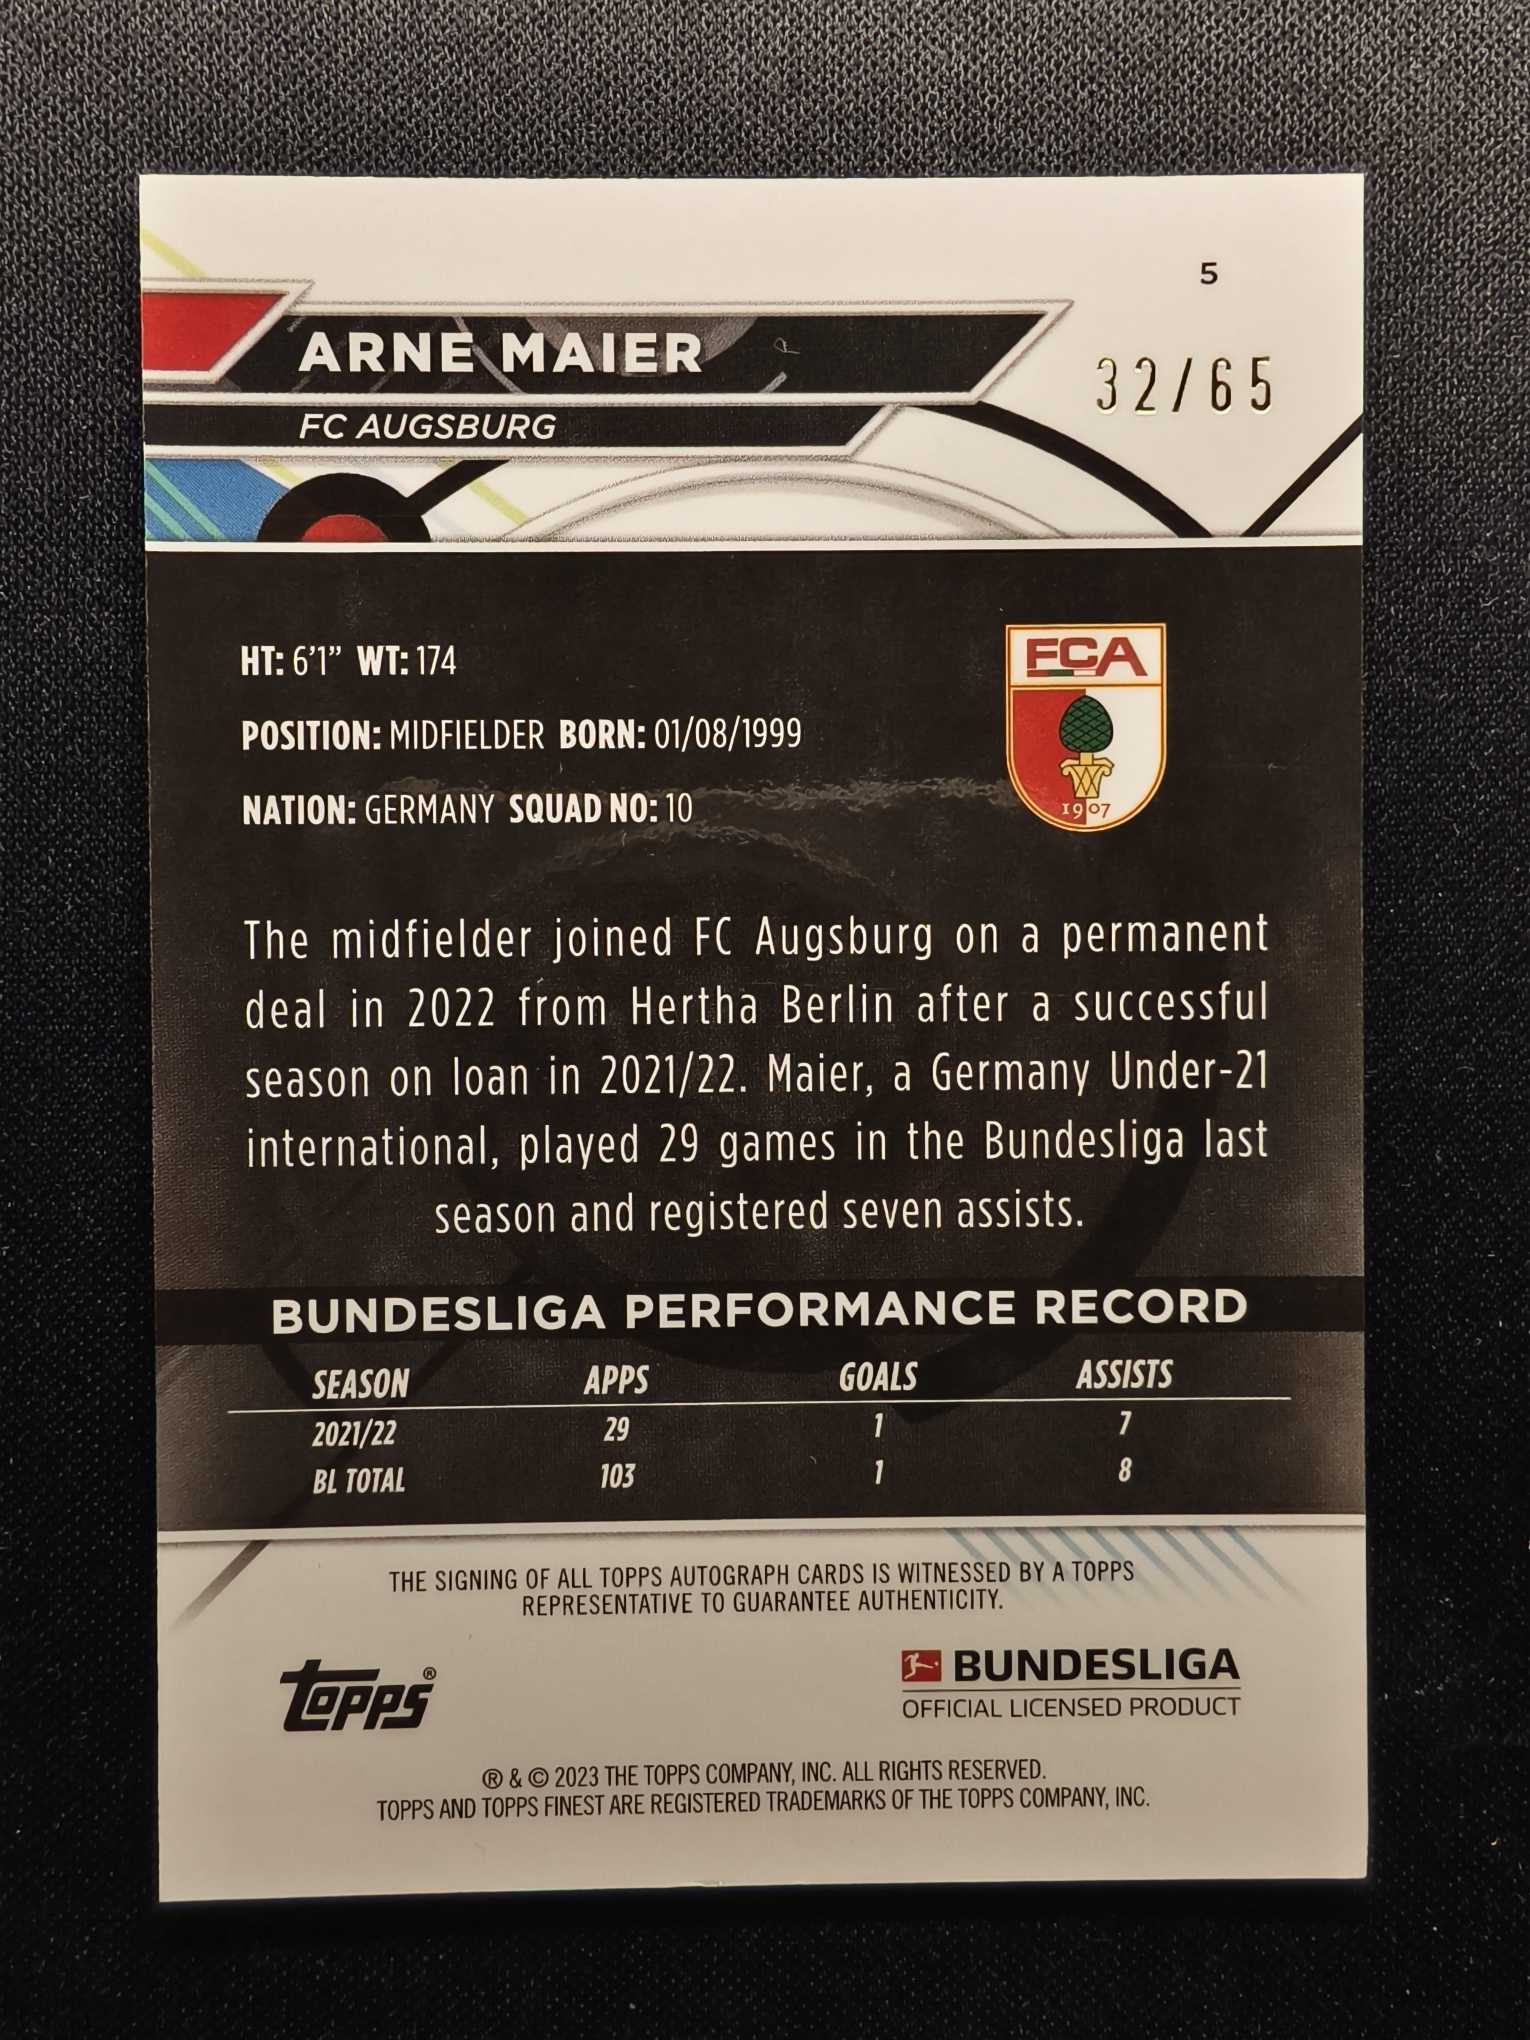 5
ARNE MAIER
32/65
FC AUGSBURG
HT: 6'1" WT: 174
FCA
POSITION: MIDFIELDER BORN: 01/08/1999
NATION: GERMANY SQUAD NO: 10
1907
The midfielder joined FC Augsburg on a permanent
deal in 2022 from Hertha Berlin after a successful
season on loan in 2021/22. Maier, a Germany Under-21
international, played 29 games in the Bundesliga last
season and registered seven assists.
BUNDESLIGA PERFORMANCE RECORD
SEASON APPS GOALS ASSISTS
2021/22 29 1 7
BL TOTAL 103 1 8
THE SIGNING OF ALL TOPPS AUTOGRAPH CARDS IS WITNESSED BY A TOPPS
REPRESENTATIVE TO GUARANTEE AUTHENTICITY.
topps®
BUNDESLIGA
OFFICIAL LICENSED PRODUCT
® & © 2023 THE TOPPS COMPANY, INC. ALL RIGHTS RESERVED.
TOPPS AND TOPPS FINEST ARE REGISTERED TRADEMARKS OF THE TOPPS COMPANY, INC.